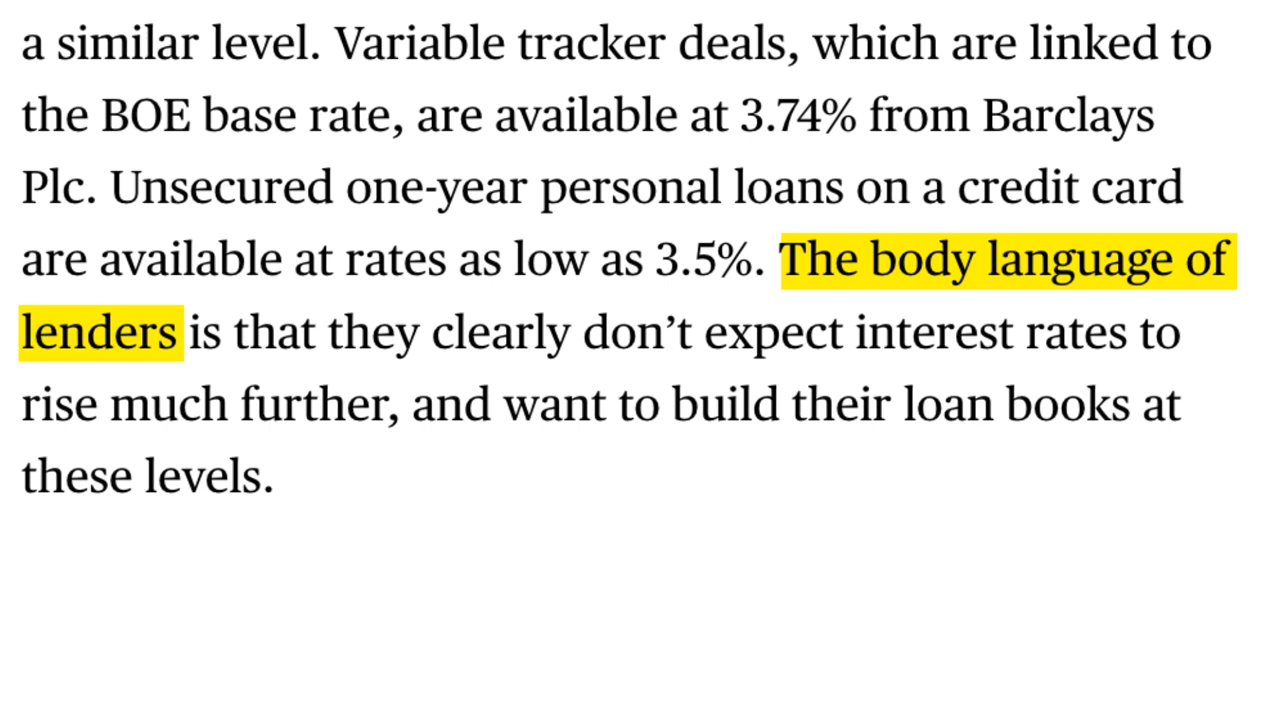 a similar level. Variable tracker deals, which are linked to
the BOE base rate, are available at 3.74% from Barclays
Plc. Unsecured one-year personal loans on a credit card
are available at rates as low as 3.5%. The body language of
lenders is that they clearly don’t expect interest rates to
rise much further, and want to build their loan books at
these levels.